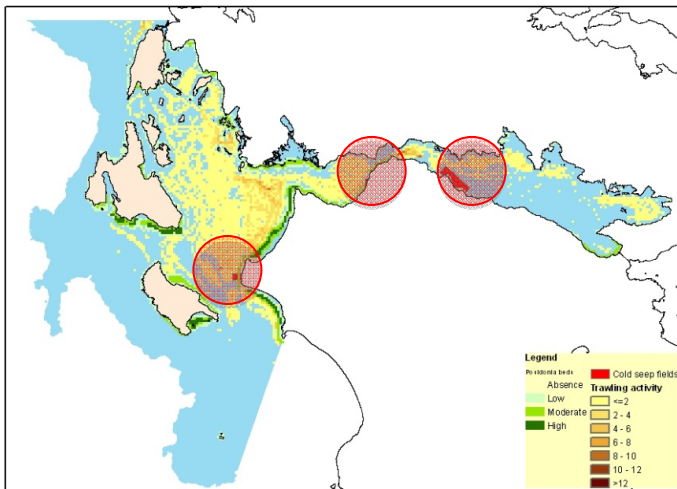 Legend
Posidonia beds
Absence
Low
Moderate
High
Cold seep fields
Trawling activity
<=2
2 - 4
4 - 6
6 - 8
8 - 10
10 - 12
>12